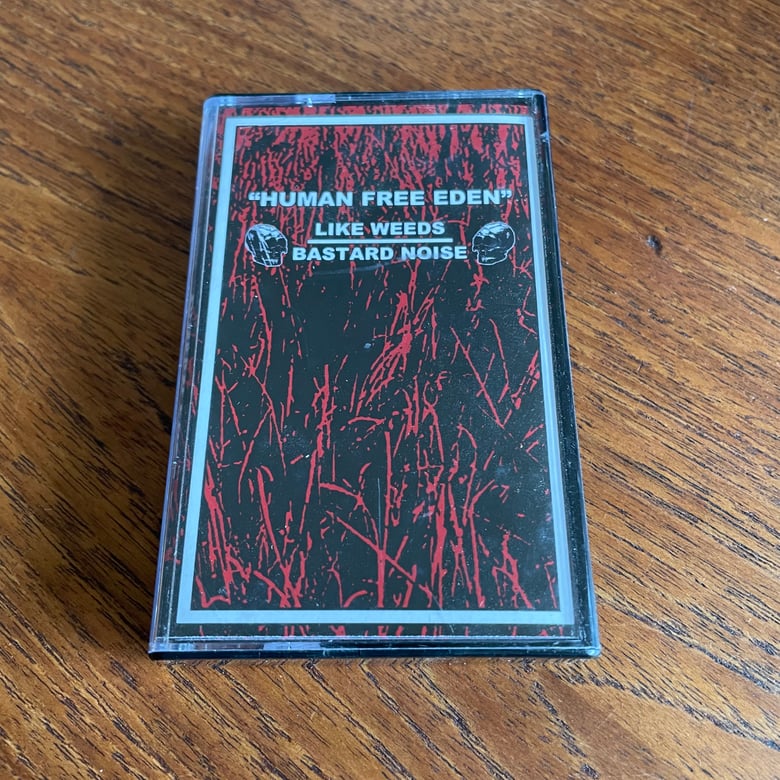 “HUMAN FREE EDEN”
LIKE WEEDS
BASTARD NOISE